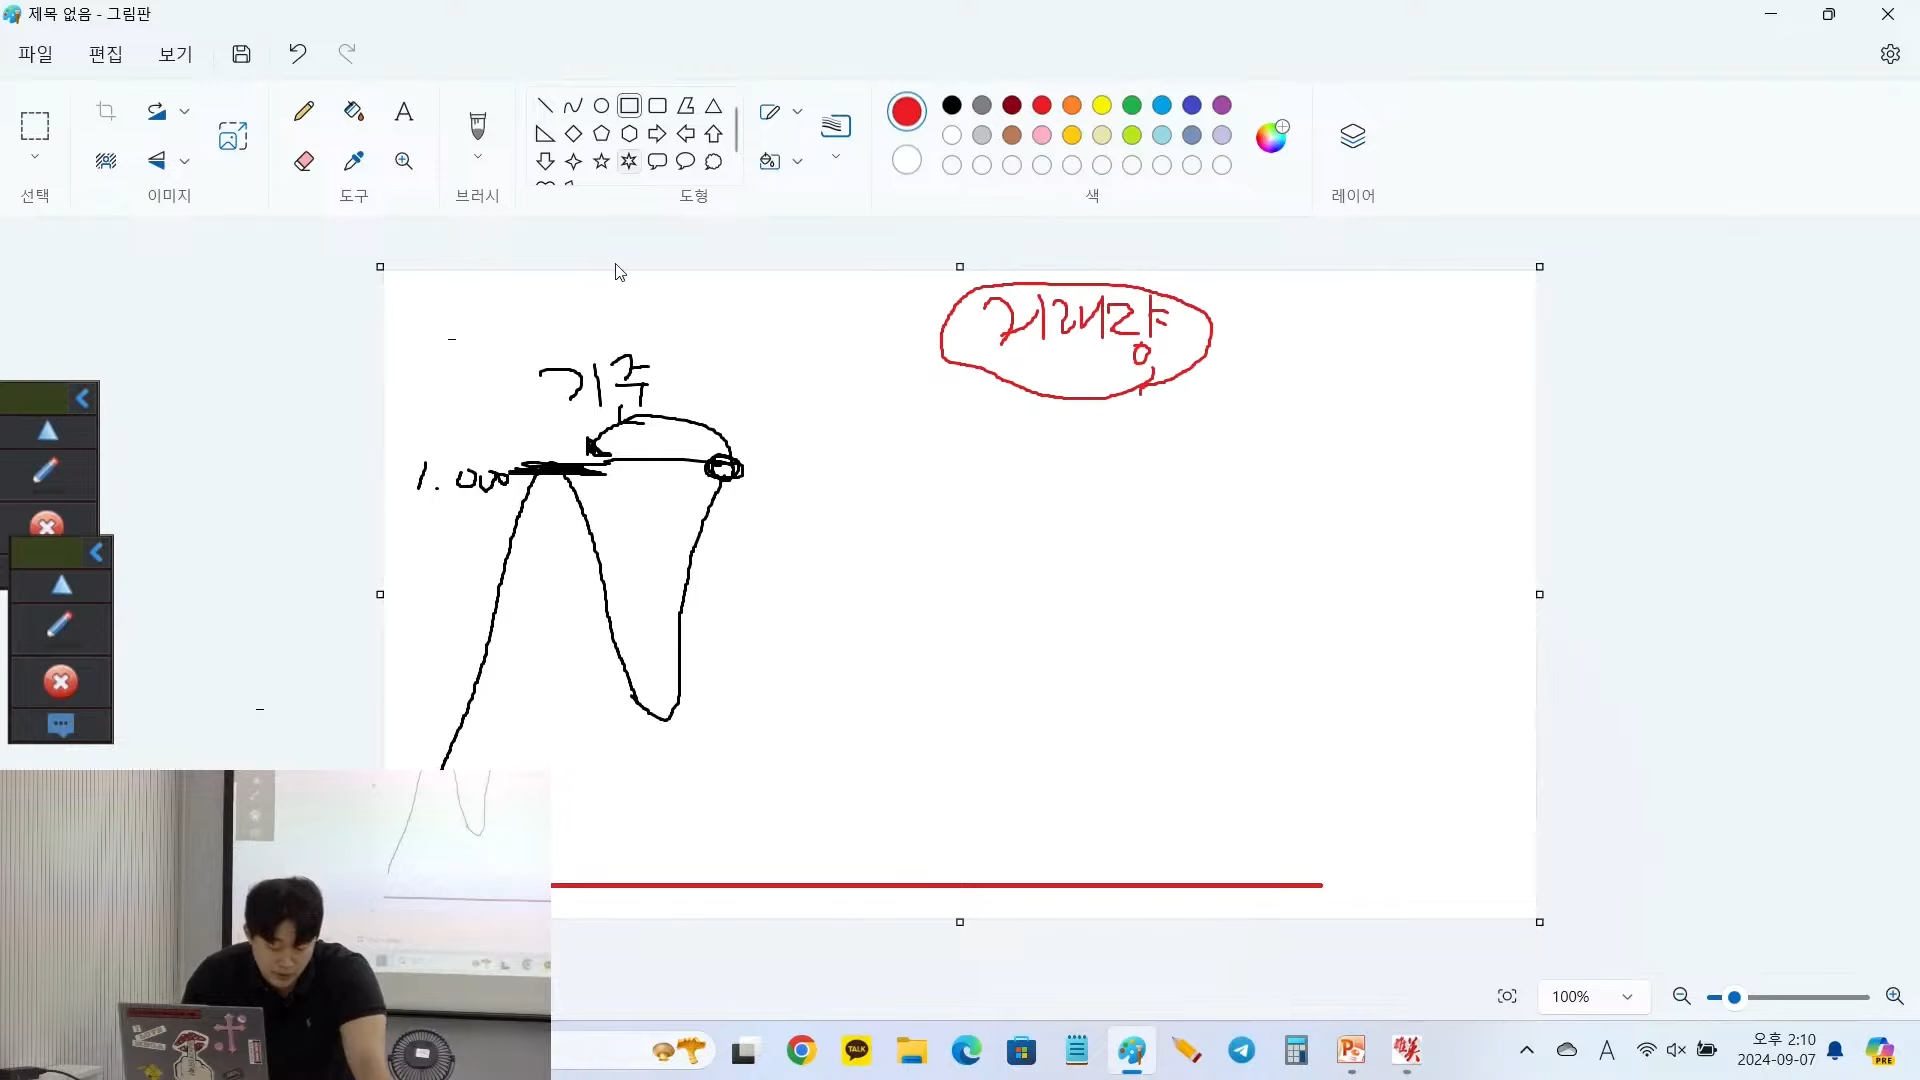 제목 없음 - 그림판
파일 편집 보기
선택 이미지 도구 브러시 도형 색 레이어
거래량
기준
1.000
100%
TALK
A
오후 2:10
2024-09-07
PRE